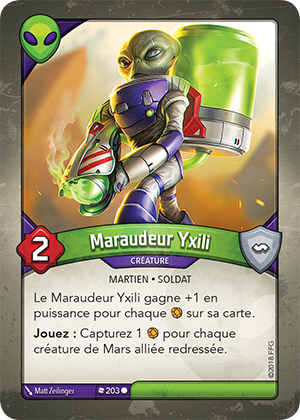 Maraudeur Yxili
2
CRÉATURE
MARTIEN • SOLDAT
Le Maraudeur Yxili gagne +1 en
puissance pour chaque sur sa carte.
Jouez : Capturez 1 pour chaque
créature de Mars alliée redressée.
©2018 FFG
Matt Zeilinger
203